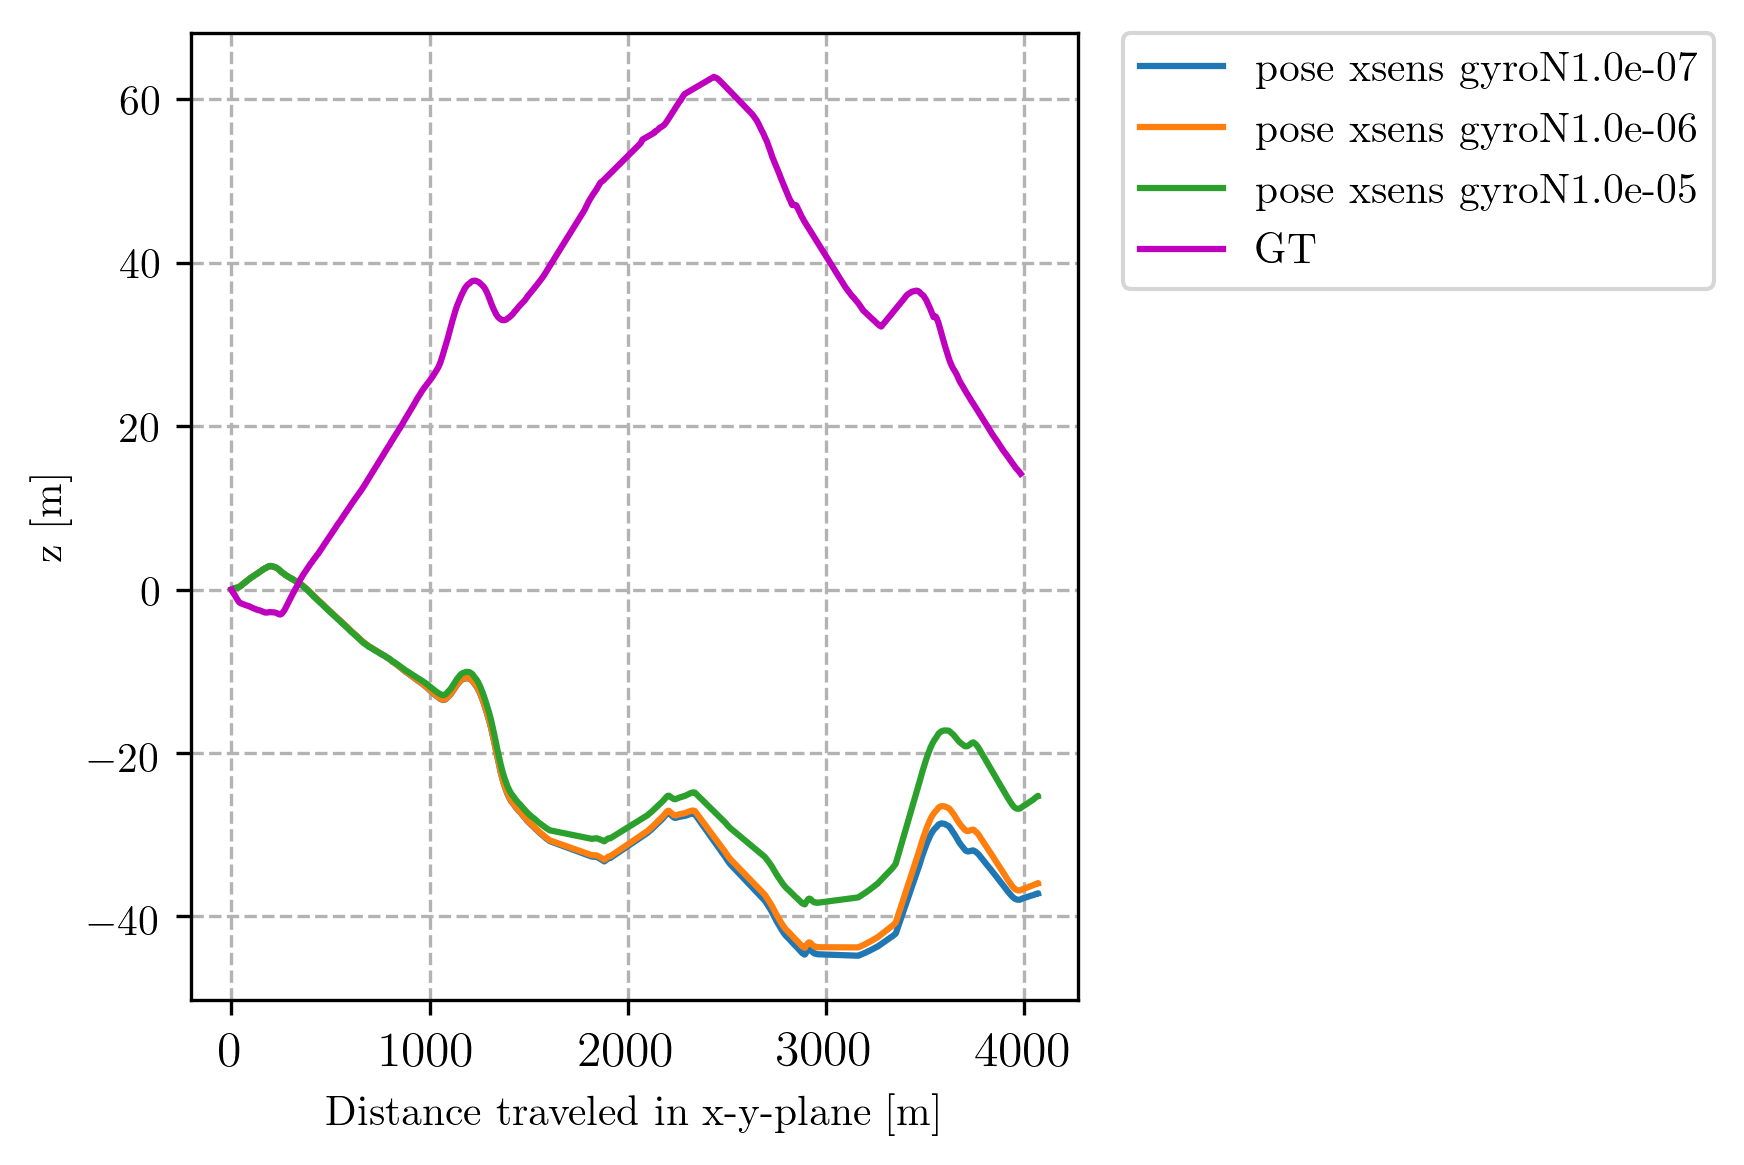 pose xsens gyroN1.0e-07
pose xsens gyroN1.0e-06
pose xsens gyroN1.0e-05
GT
z [m]
60
40
20
0
−20
−40
0 1000 2000 3000 4000
Distance traveled in x-y-plane [m]